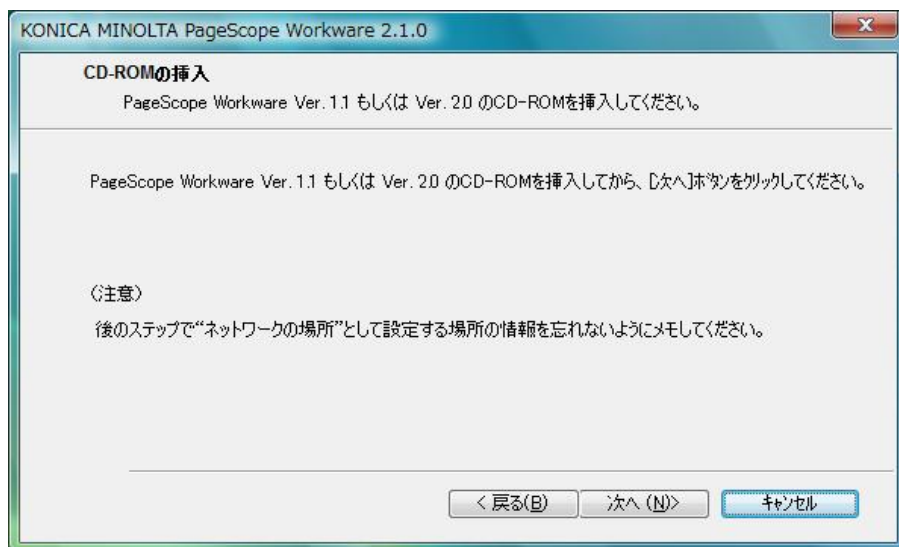 KONICA MINOLTA PageScope Workware 2.1.0
CD-ROMの挿入
PageScope Workware Ver. 1.1 もしくは Ver. 2.0 のCD-ROMを挿入してください。
PageScope Workware Ver. 1.1 もしくは Ver. 2.0 のCD-ROMを挿入してから、[次へ]ボタンをクリックしてください。
(注意)
後のステップで“ネットワークの場所”として設定する場所の情報を忘れないようにメモしてください。
< 戻る(B) 次へ (N)> キャンセル